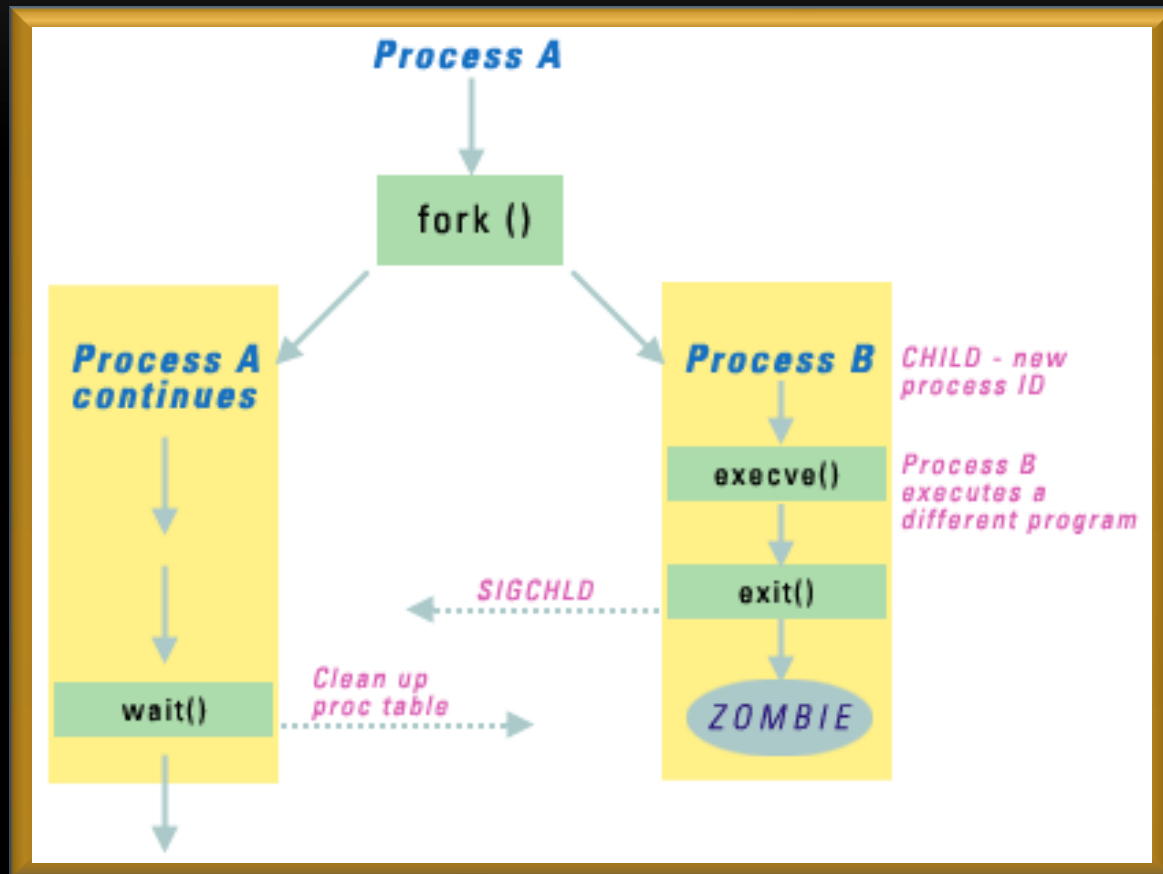 Process A
fork ()
Process A
continues
wait()
Process B
execve()
exit()
ZOMBIE
CHILD - new
process ID
Process B
executes a
different program
SIGCHLD
Clean up
proc table